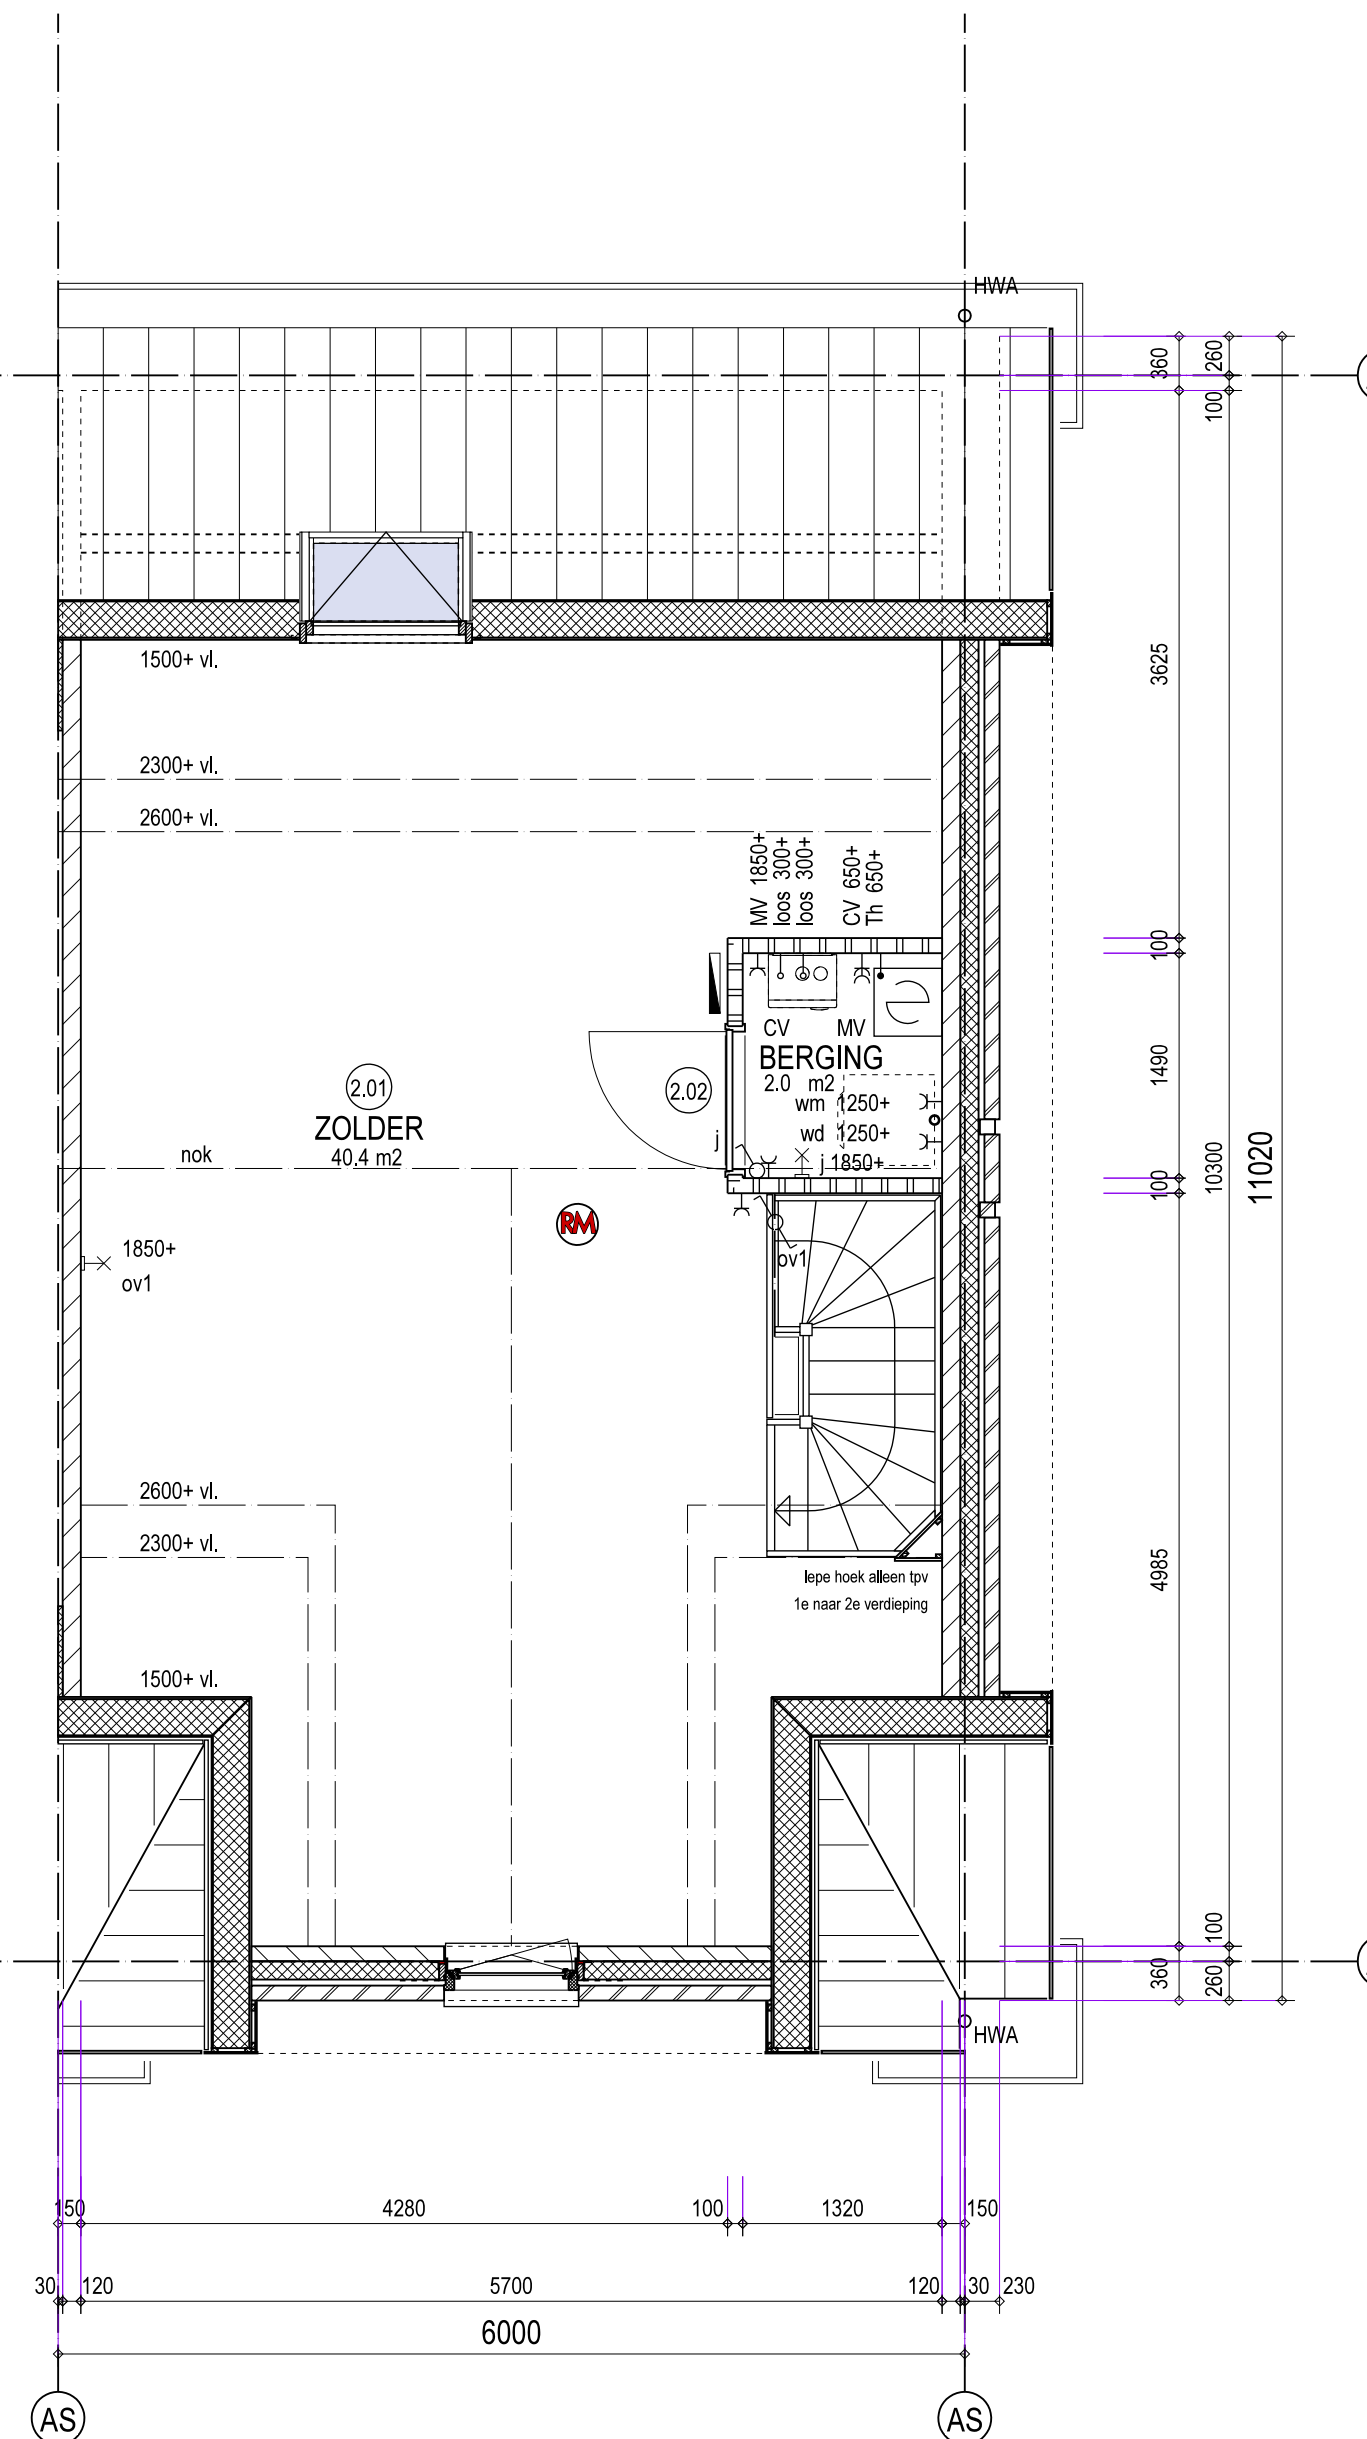 HWA
360
260
100
1500+ vl.
3625
2300+ vl.
2600+ vl.
MV 1850+
loos 300+
loos 300+
CV 650+
Th 650+
100
CV MV
BERGING
2.0 m2
2.01
2.02
wm 1250+
1490
ZOLDER
40.4 m2
wd 1250+
j
j 1850+
nok
100
10300
11020
RM
1850+
ov1
ov1
2600+ vl.
2300+ vl.
lepe hoek alleen tpv
1e naar 2e verdieping
4985
1500+ vl.
100
360
260
HWA
150 4280 100 1320 150
30 120 5700 120 30 230
6000
AS AS